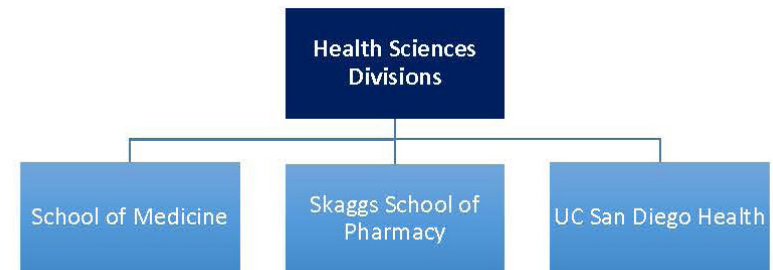 Health Sciences
Divisions
School of Medicine
Skaggs School of
Pharmacy
UC San Diego Health